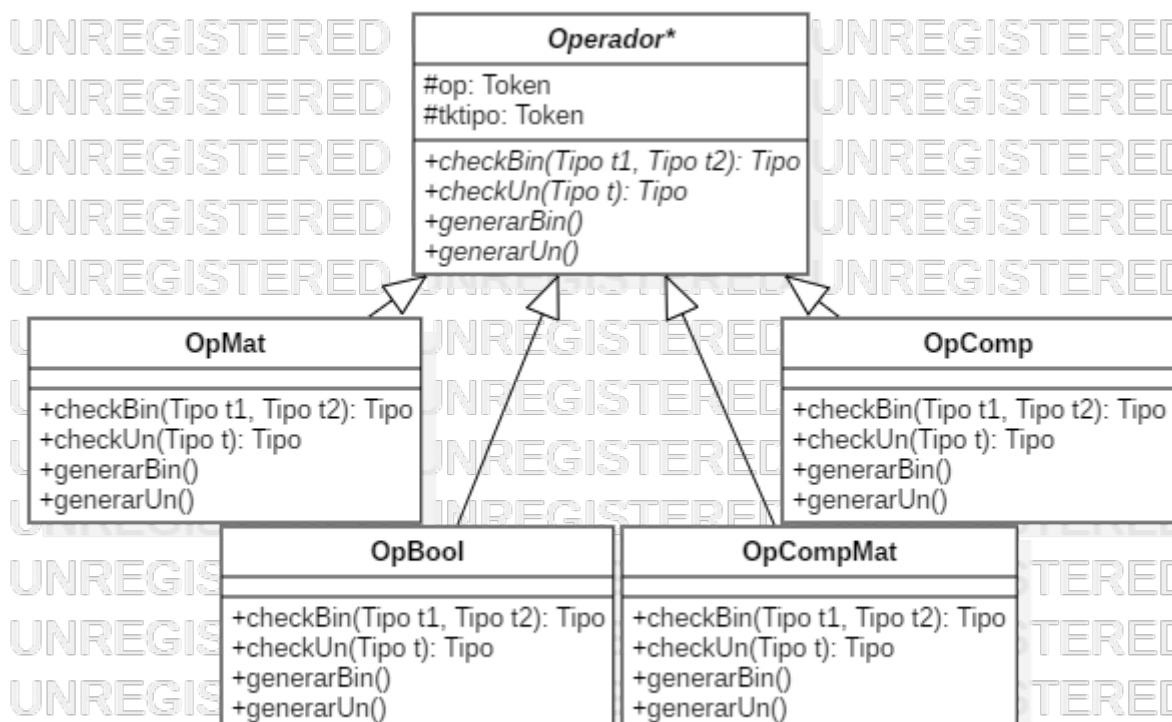 UNREGISTERED
Operador*
#op: Token
#tktipo: Token
+checkBin(Tipo t1, Tipo t2): Tipo
+checkUn(Tipo t): Tipo
+generarBin()
+generarUn()
OpMat
+checkBin(Tipo t1, Tipo t2): Tipo
+checkUn(Tipo t): Tipo
+generarBin()
+generarUn()
OpComp
+checkBin(Tipo t1, Tipo t2): Tipo
+checkUn(Tipo t): Tipo
+generarBin()
+generarUn()
OpBool
+checkBin(Tipo t1, Tipo t2): Tipo
+checkUn(Tipo t): Tipo
+generarBin()
+generarUn()
OpCompMat
+checkBin(Tipo t1, Tipo t2): Tipo
+checkUn(Tipo t): Tipo
+generarBin()
+generarUn()